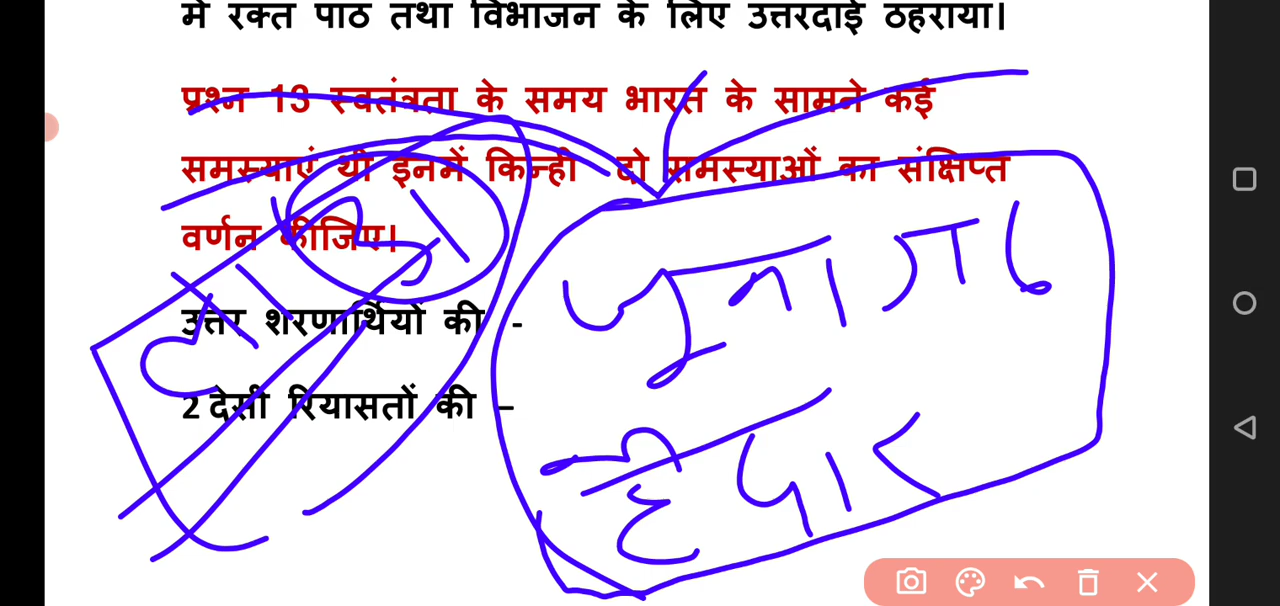 में रक्त पाठ तथा विभाजन के लिए उत्तरदाई ठहराया।
प्रश्न 13 स्वतंत्रता के समय भारत के सामने कई
समस्याएं थी इनमें किन्ही दो समस्याओं का संक्षिप्त
वर्णन कीजिए।
उत्तर शरणार्थियों की -
2 देसी रियासतों की –
जूनागढ़